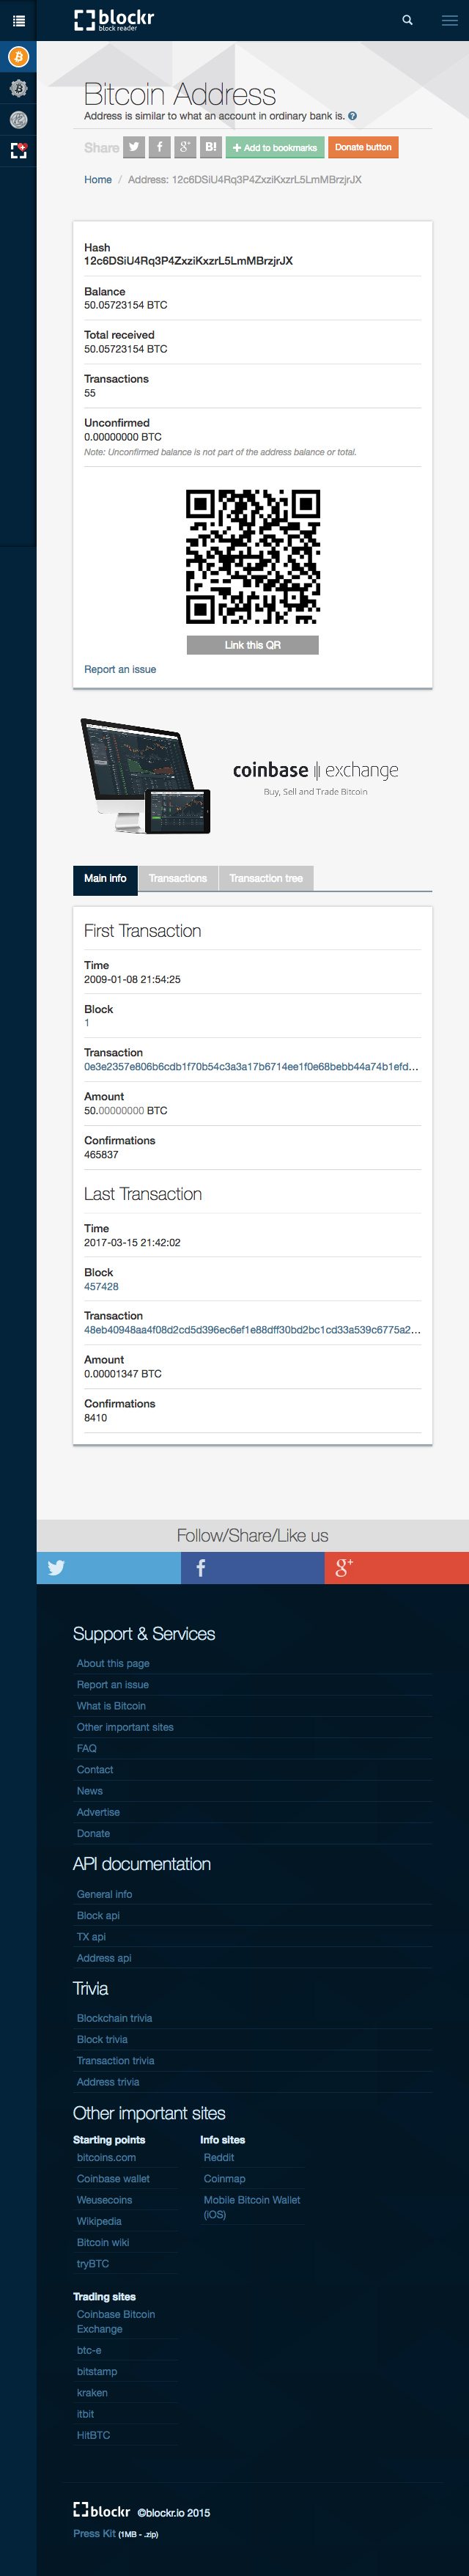 blockr
block reader
Bitcoin Address
Address is similar to what an account in ordinary bank is. ?
Share f g+ B! + Add to bookmarks Donate button
Home / Address: 12c6DSiU4Rq3P4ZxziKxzrL5LmMBrzjrJX
Hash
12c6DSiU4Rq3P4ZxziKxzrL5LmMBrzjrJX
Balance
50.05723154 BTC
Total received
50.05723154 BTC
Transactions
55
Unconfirmed
0.00000000 BTC
Note: Unconfirmed balance is not part of the address balance or total.
Link this QR
Report an issue
coinbase || exchange
Buy, Sell and Trade Bitcoin
Main info Transactions Transaction tree
First Transaction
Time
2009-01-08 21:54:25
Block
1
Transaction
0e3e2357e806b6cdb1f70b54c3a3a17b6714ee1f0e68bebb44a74b1efd...
Amount
50.00000000 BTC
Confirmations
465837
Last Transaction
Time
2017-03-15 21:42:02
Block
457428
Transaction
48eb40948aa4f08d2cd5d396ec6ef1e88dff30bd2bc1cd33a539c6775a2...
Amount
0.00001347 BTC
Confirmations
8410
Follow/Share/Like us
f g+
Support & Services
About this page
Report an issue
What is Bitcoin
Other important sites
FAQ
Contact
News
Advertise
Donate
API documentation
General info
Block api
TX api
Address api
Trivia
Blockchain trivia
Block trivia
Transaction trivia
Address trivia
Other important sites
Starting points
bitcoins.com
Coinbase wallet
Weusecoins
Wikipedia
Bitcoin wiki
tryBTC
Info sites
Reddit
Coinmap
Mobile Bitcoin Wallet
(iOS)
Trading sites
Coinbase Bitcoin
Exchange
btc-e
bitstamp
kraken
itbit
HitBTC
blockr ©blockr.io 2015
Press Kit (1MB - .zip)